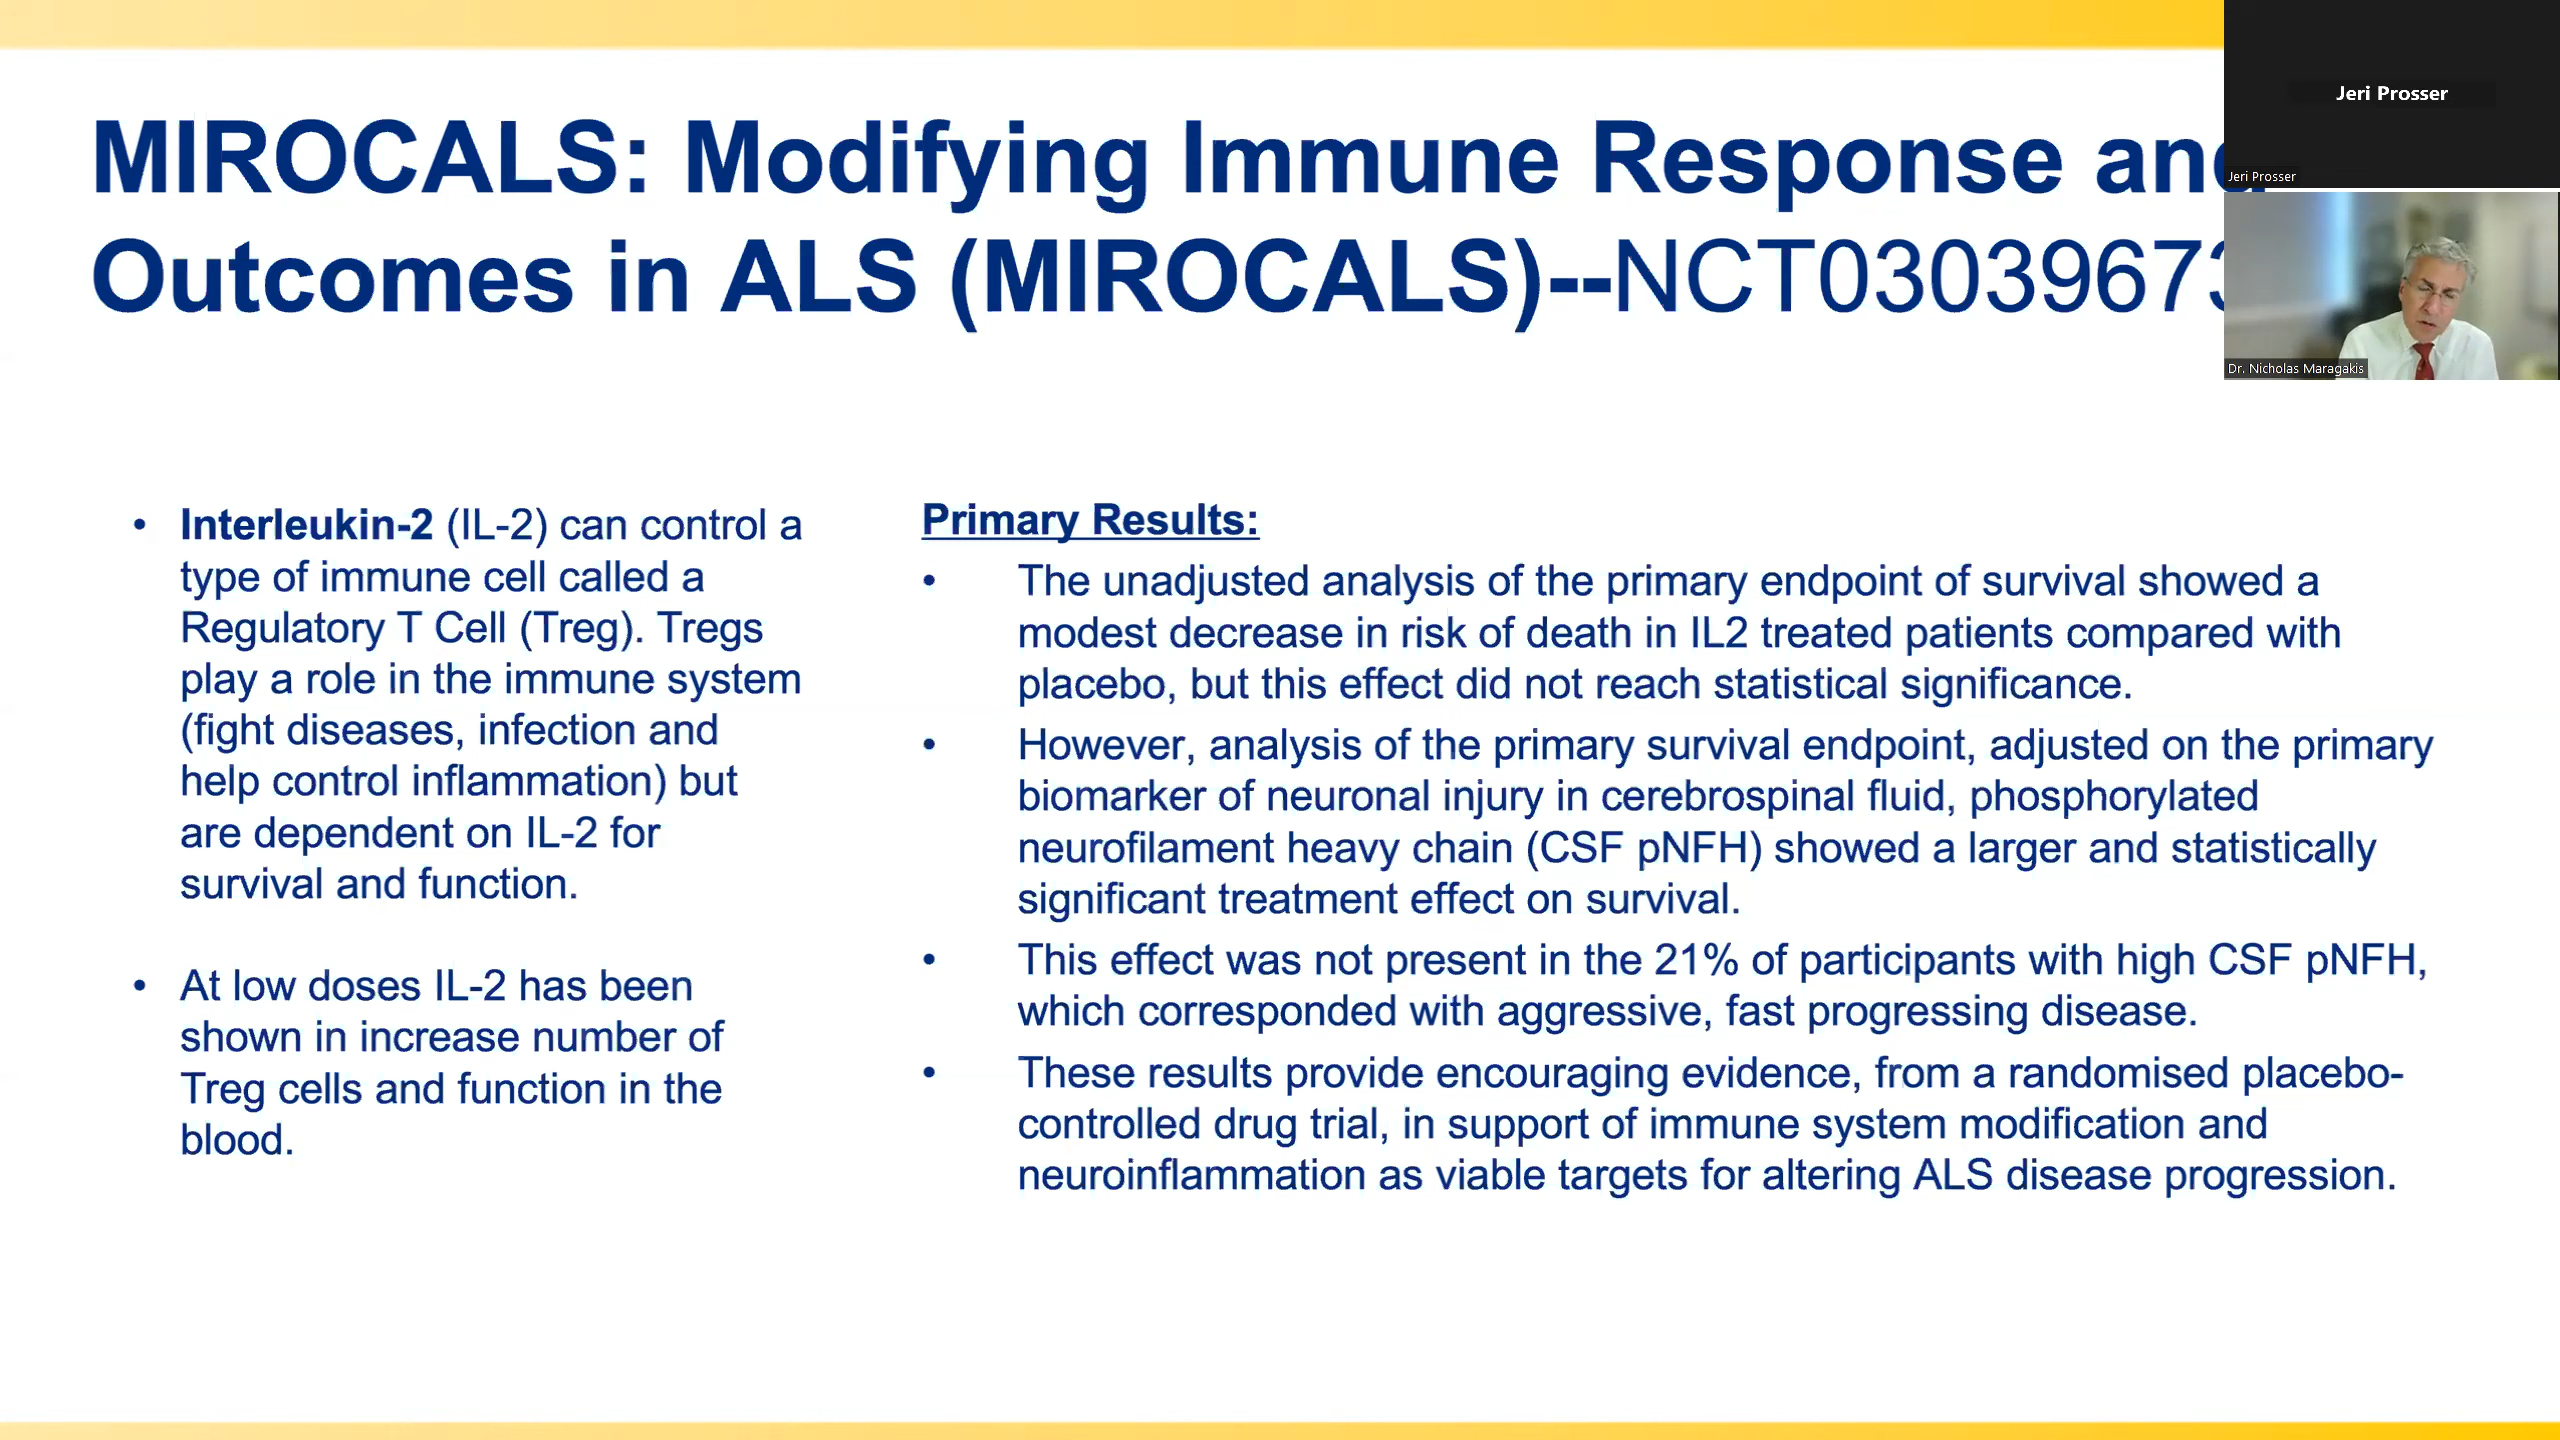 MIROCALS: Modifying Immune Response and
Outcomes in ALS (MIROCALS)--NCT03039673
• Interleukin-2 (IL-2) can control a
type of immune cell called a
Regulatory T Cell (Treg). Tregs
play a role in the immune system
(fight diseases, infection and
help control inflammation) but
are dependent on IL-2 for
survival and function.
• At low doses IL-2 has been
shown in increase number of
Treg cells and function in the
blood.
Primary Results:
• The unadjusted analysis of the primary endpoint of survival showed a
modest decrease in risk of death in IL2 treated patients compared with
placebo, but this effect did not reach statistical significance.
• However, analysis of the primary survival endpoint, adjusted on the primary
biomarker of neuronal injury in cerebrospinal fluid, phosphorylated
neurofilament heavy chain (CSF pNFH) showed a larger and statistically
significant treatment effect on survival.
• This effect was not present in the 21% of participants with high CSF pNFH,
which corresponded with aggressive, fast progressing disease.
• These results provide encouraging evidence, from a randomised placebo-
controlled drug trial, in support of immune system modification and
neuroinflammation as viable targets for altering ALS disease progression.
Jeri Prosser
Jeri Prosser
Dr. Nicholas Maragakis